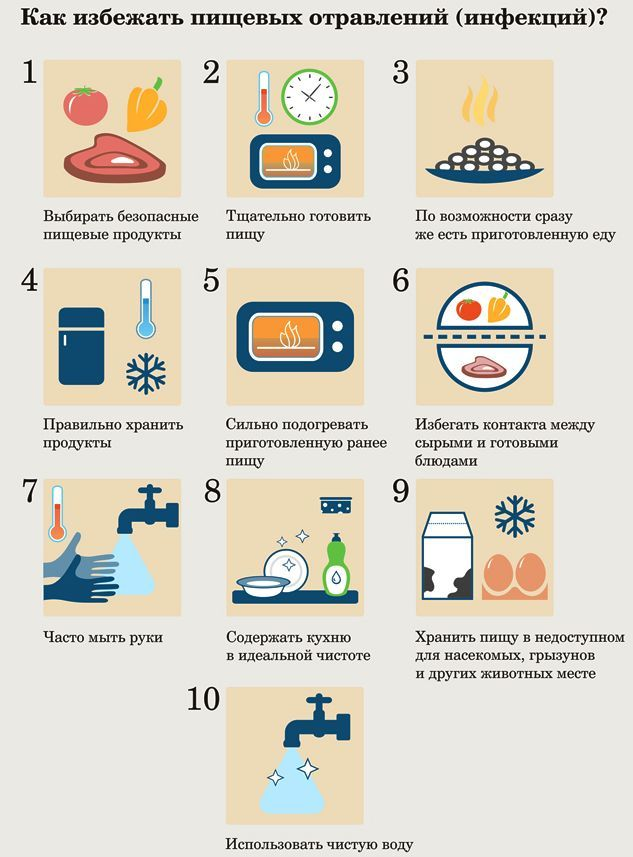 Как избежать пищевых отравлений (инфекций)?
1
Выбирать безопасные
пищевые продукты
2
Тщательно готовить
пищу
3
По возможности сразу
же есть приготовленную еду
4
Правильно хранить
продукты
5
Сильно подогревать
приготовленную ранее
пищу
6
Избегать контакта между
сырыми и готовыми
блюдами
7
Часто мыть руки
8
Содержать кухню
в идеальной чистоте
9
Хранить пищу в недоступном
для насекомых, грызунов
и других животных месте
10
Использовать чистую воду